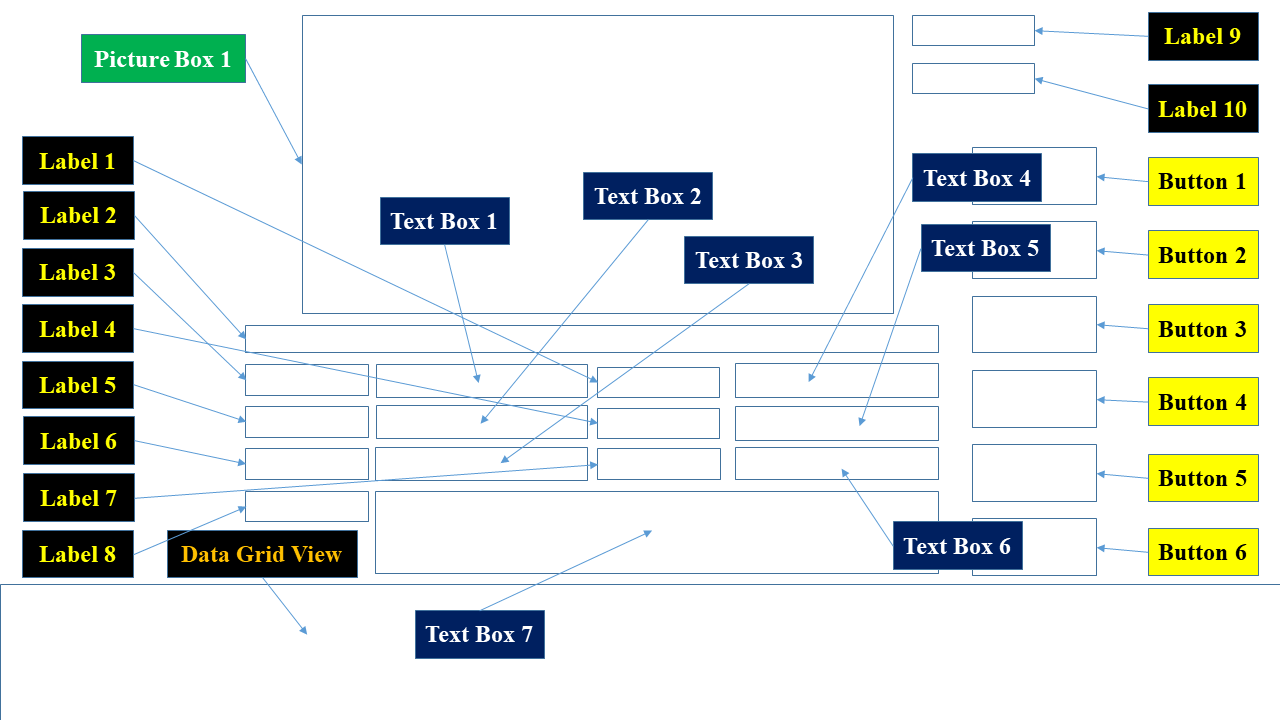 Label 9
Picture Box 1
Label 10
Label 1
Text Box 4
Button 1
Text Box 2
Label 2
Text Box 1
Text Box 5
Button 2
Text Box 3
Label 3
Label 4
Button 3
Label 5
Button 4
Label 6
Button 5
Label 7
Label 8
Data Grid View
Text Box 6
Button 6
Text Box 7